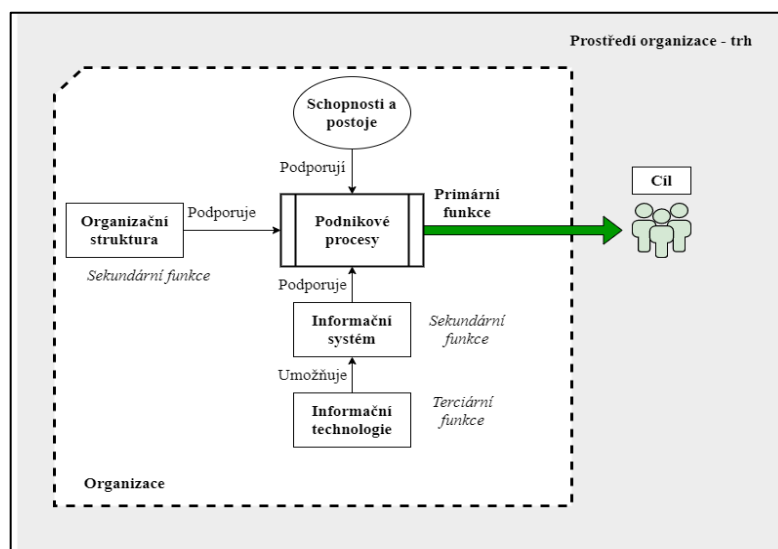 Prostředí organizace - trh
Schopnosti a
postoje
Podporují
Cíl
Primární
funkce
Organizační
struktura
Podporuje
Podnikové
procesy
Sekundární funkce
Podporuje
Informační
systém
Sekundární
funkce
Umožňuje
Informační
technologie
Terciární
funkce
Organizace